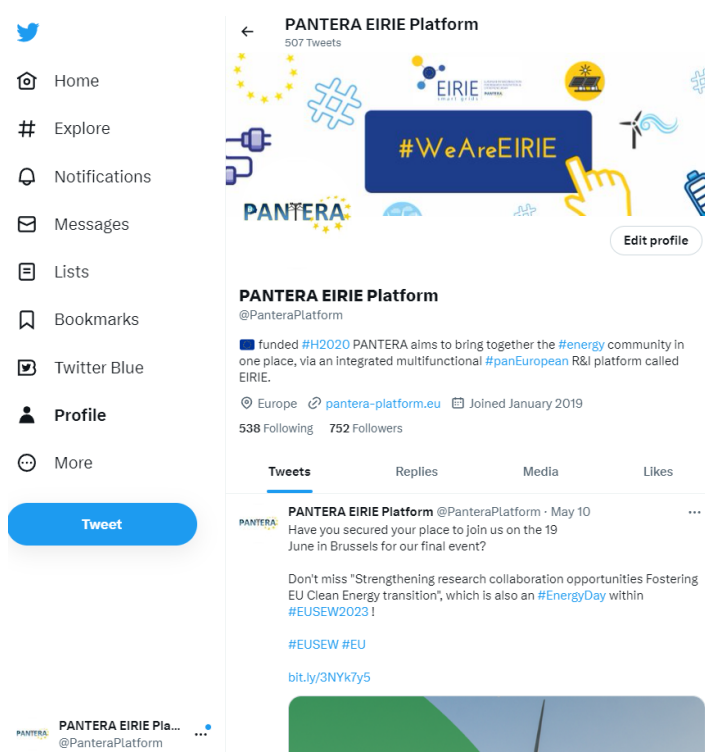 Home
Explore
Notifications
Messages
Lists
Bookmarks
Twitter Blue
Profile
More
Tweet
PANTERA EIRIE Pla...
@PanteraPlatform
PANTERA
PANTERA EIRIE Platform
507 Tweets
EIRIE
smart grids
PANTERA
#WeAreEIRIE
PANTERA
Edit profile
PANTERA EIRIE Platform
@PanteraPlatform
funded #H2020 PANTERA aims to bring together the #energy community in
one place, via an integrated multifunctional #panEuropean R&I platform called
EIRIE.
Europe pantera-platform.eu Joined January 2019
538 Following 752 Followers
Tweets Replies Media Likes
PANTERA
PANTERA EIRIE Platform @PanteraPlatform · May 10
Have you secured your place to join us on the 19
June in Brussels for our final event?
Don't miss "Strengthening research collaboration opportunities Fostering
EU Clean Energy transition", which is also an #EnergyDay within
#EUSEW2023 !
#EUSEW #EU
bit.ly/3NYk7y5